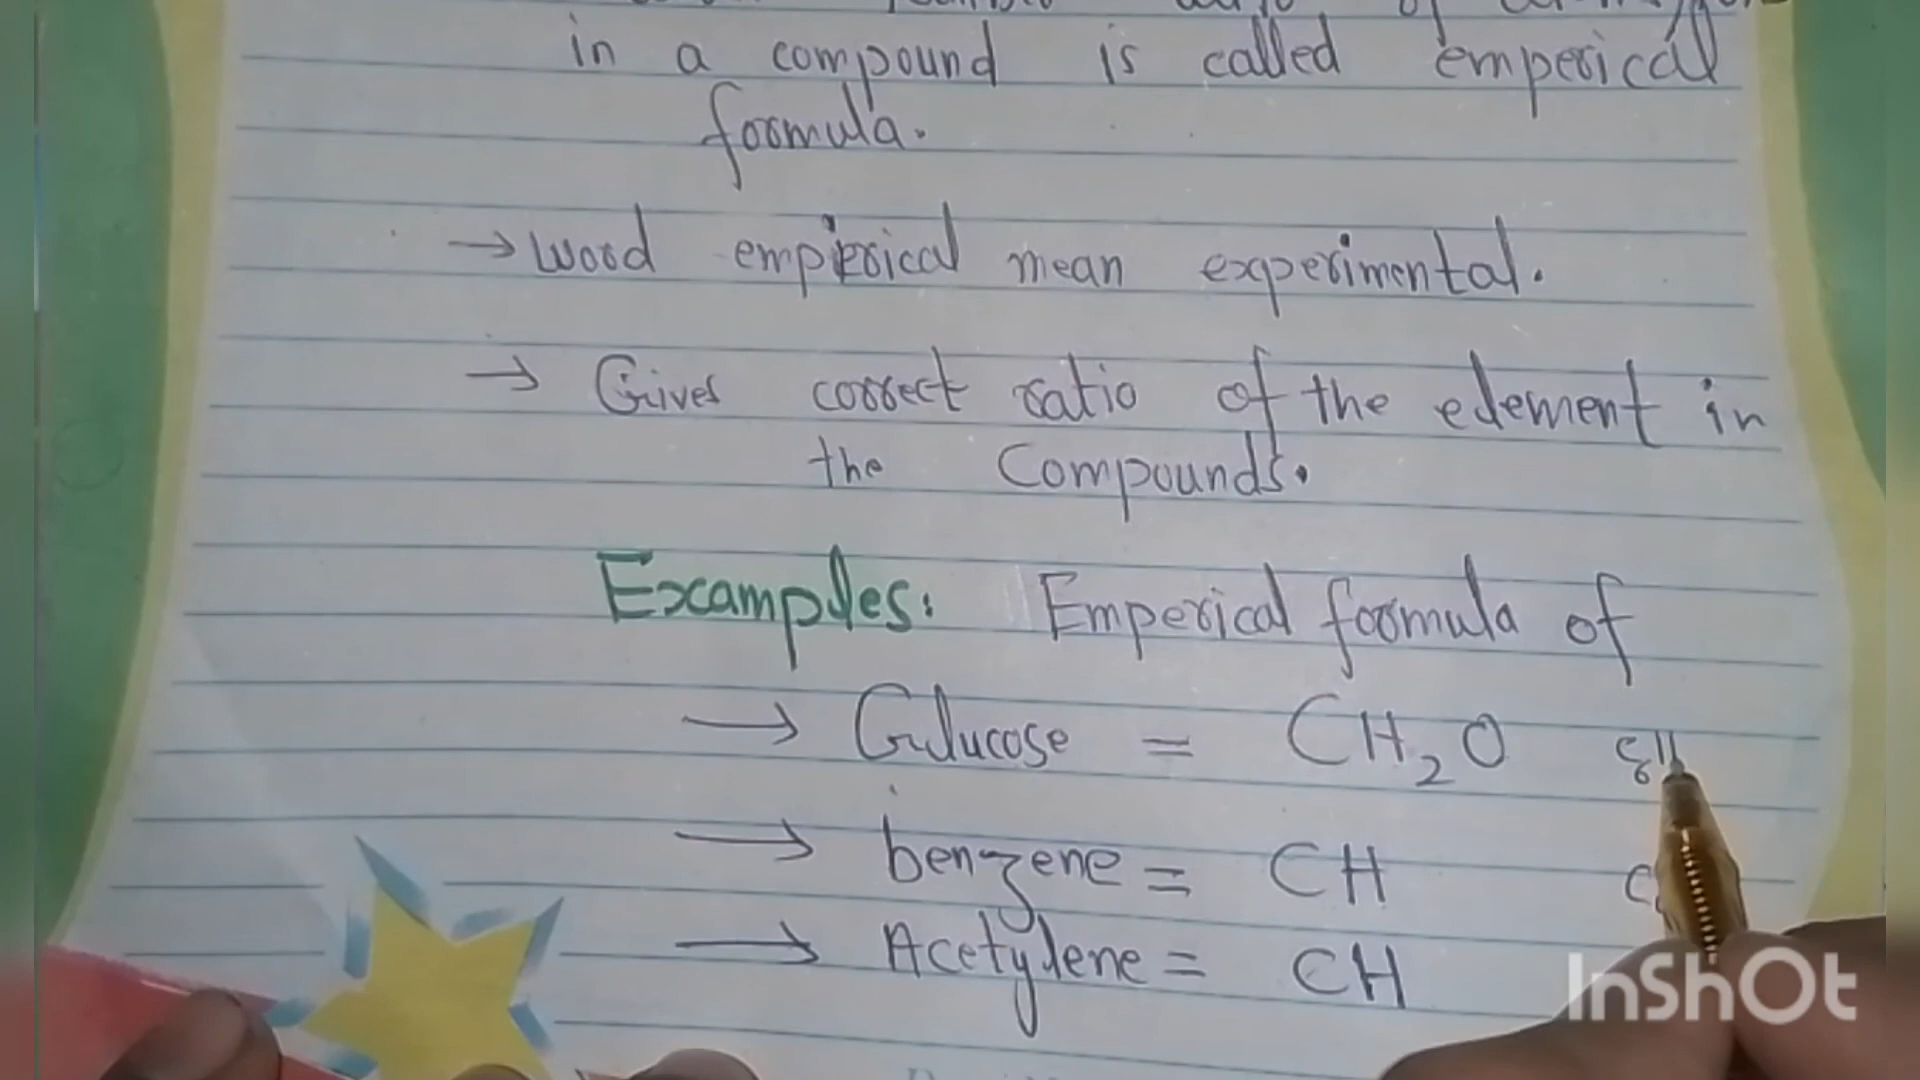 in a compound is called emperical
formula.
→ word empirical mean experimental.
→ Gives correct ratio of the element in
the Compounds.
Examples: Emperical formula of
→ Glucose = CH₂O
→ benzene = CH
→ Acetylene = CH
InShOt